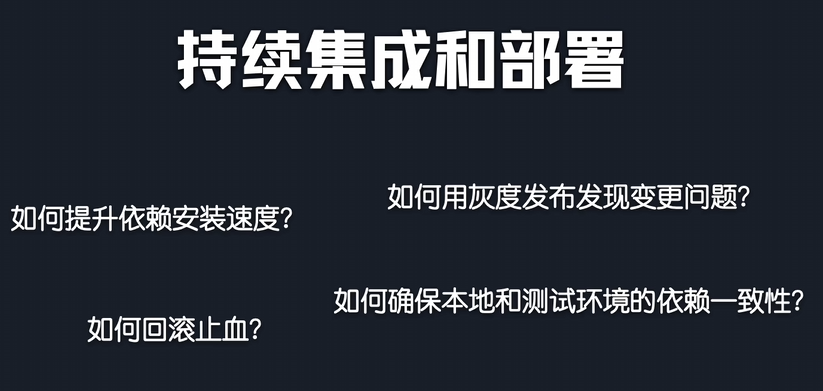 持续集成和部署
如何用灰度发布发现变更问题?
如何提升依赖安装速度?
如何确保本地和测试环境的依赖一致性?
如何回滚止血?